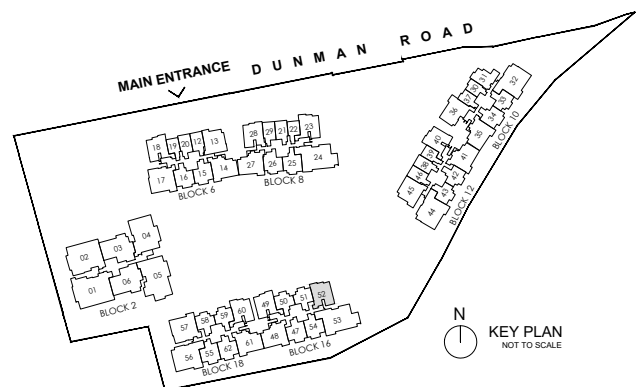 DUNMAN ROAD
MAIN ENTRANCE
18 19 20 12 13
17 16 15 14
BLOCK 6
28 29 21 22 23
27 26 25 24
BLOCK 8
31 32
30
37 33
36 34
35
BLOCK 10
40
39 41
38
46 42
45 43
44
BLOCK 12
02 03 04
01 06 05
BLOCK 2
57 58 59 60
56 55 62 61
BLOCK 18
49 50 51 52
48 47 54 53
BLOCK 16
N
KEY PLAN
NOT TO SCALE